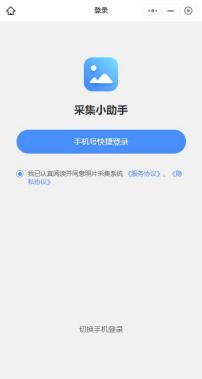 登录
采集小助手
手机号快捷登录
我已认真阅读并同意照片采集系统 《服务协议》、《隐
私协议》
切换手机登录